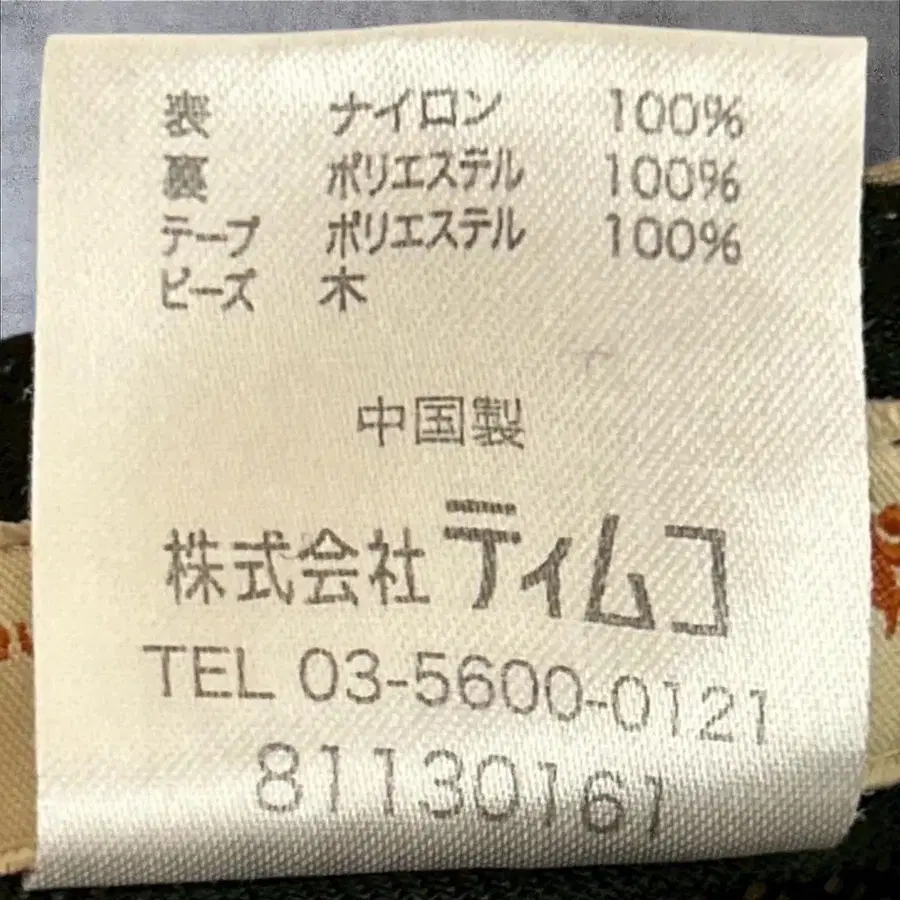 表 ナイロン 100%
裏 ポリエステル 100%
テープ ポリエステル 100%
ビーズ 木
中国製
株式会社 ティムコ
TEL 03-5600-0121
81130161